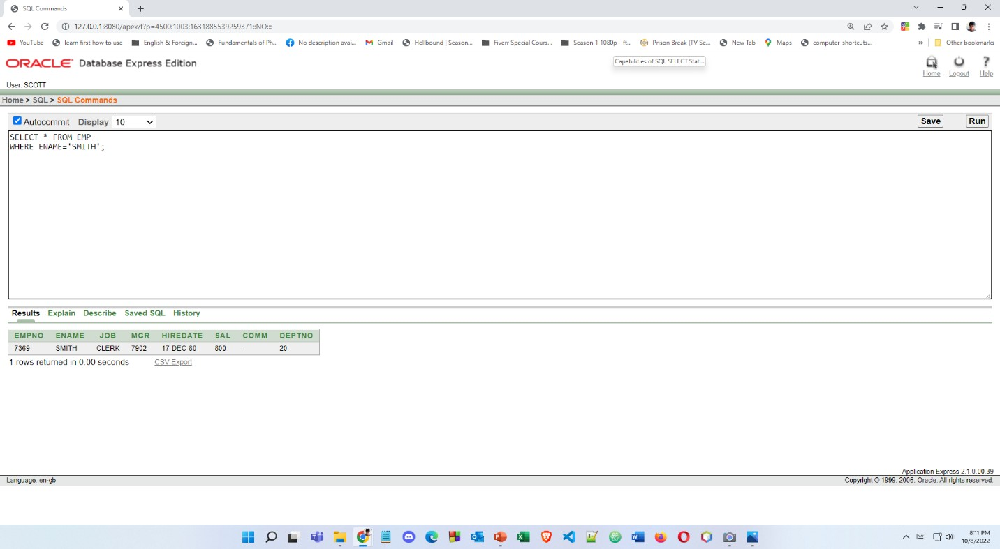 SQL Commands
127.0.0.1:8080/apex/f?p=4500:1003:1631885539259371::NO:::
YouTube learn first how to use English & Foreign... Fundamentals of Ph... No description avai... Gmail Hellbound | Season... Fiverr Special Cours... Season 1 1080p - ft... Prison Break (TV Se... New Tab Maps computer-shortcuts... » Other bookmarks
ORACLE Database Express Edition
Capabilities of SQL SELECT Stat...
Home Logout Help
User: SCOTT
Home > SQL > SQL Commands
Autocommit Display 10 Save Run
SELECT * FROM EMP
WHERE ENAME='SMITH';
Results Explain Describe Saved SQL History
EMPNO ENAME JOB MGR HIREDATE SAL COMM DEPTNO
7369 SMITH CLERK 7902 17-DEC-80 800 - 20
1 rows returned in 0.00 seconds CSV Export
Application Express 2.1.0.00.39
Language: en-gb Copyright © 1999, 2006, Oracle. All rights reserved.
8:11 PM
10/8/2022